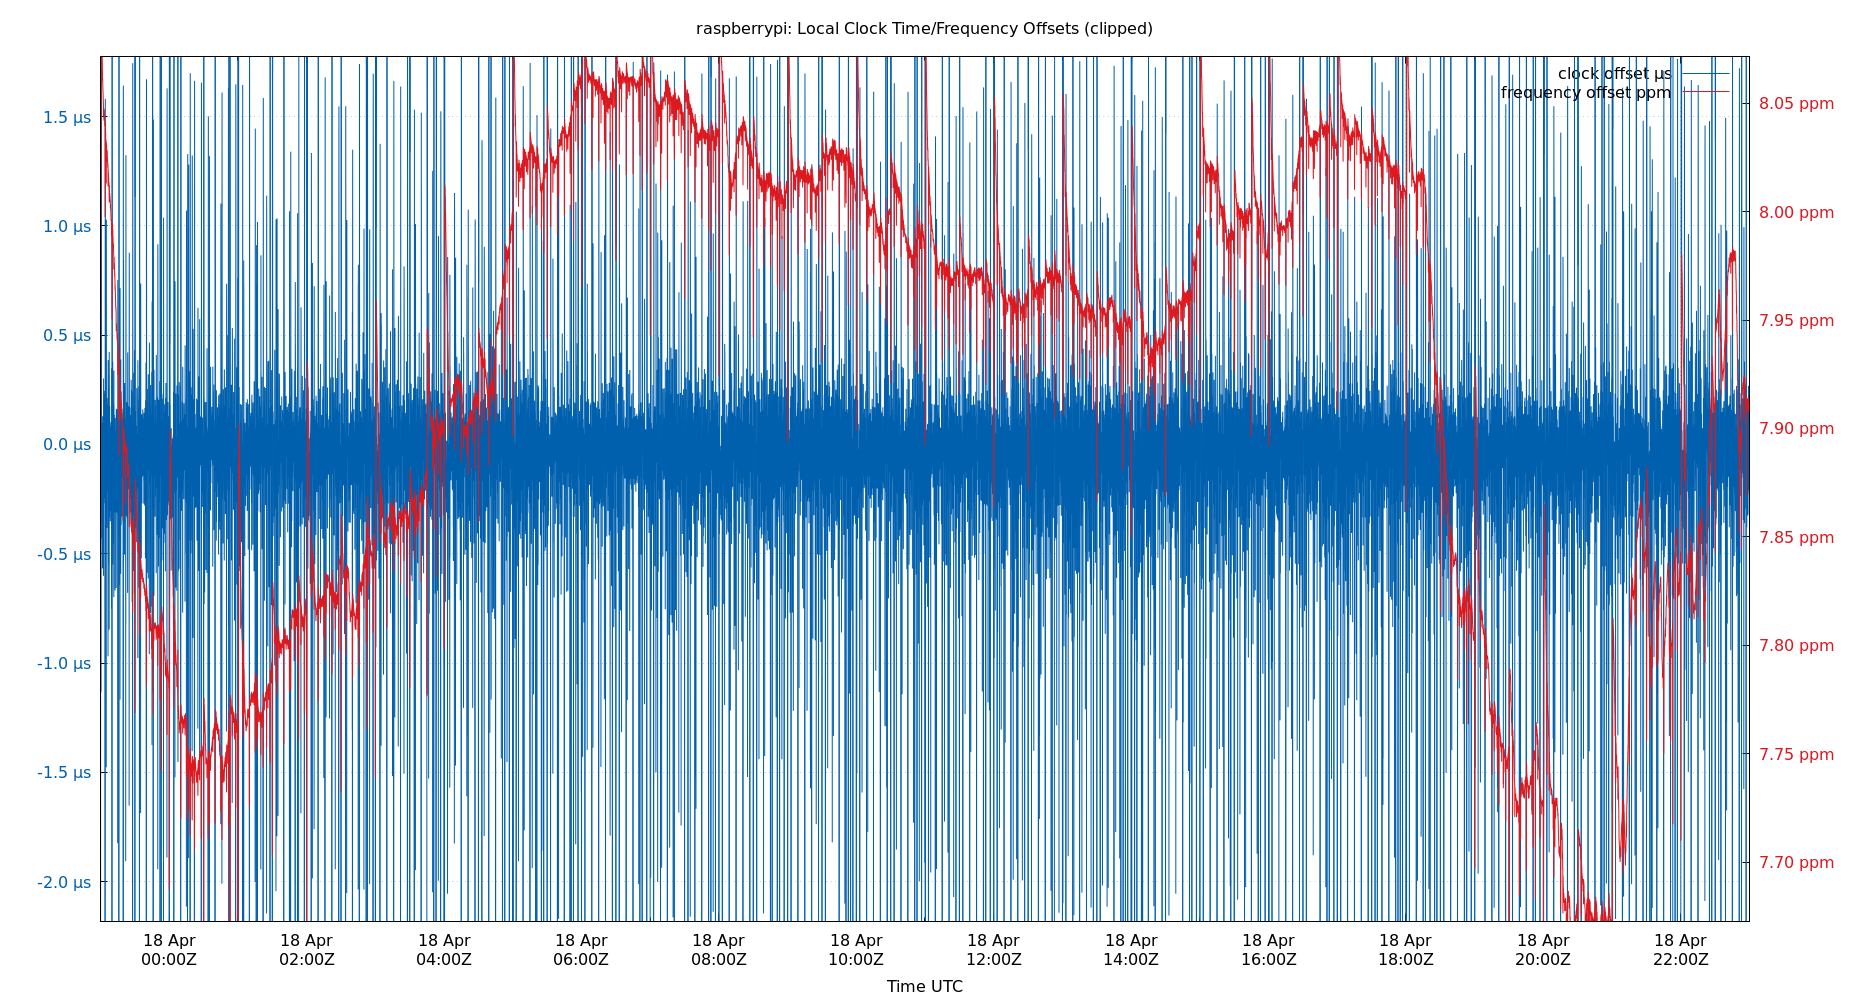 raspberrypi: Local Clock Time/Frequency Offsets (clipped)
clock offset µs
frequency offset ppm
1.5 µs
1.0 µs
0.5 µs
0.0 µs
-0.5 µs
-1.0 µs
-1.5 µs
-2.0 µs
8.05 ppm
8.00 ppm
7.95 ppm
7.90 ppm
7.85 ppm
7.80 ppm
7.75 ppm
7.70 ppm
18 Apr 18 Apr 18 Apr 18 Apr 18 Apr 18 Apr 18 Apr 18 Apr 18 Apr 18 Apr 18 Apr 18 Apr
00:00Z 02:00Z 04:00Z 06:00Z 08:00Z 10:00Z 12:00Z 14:00Z 16:00Z 18:00Z 20:00Z 22:00Z
Time UTC